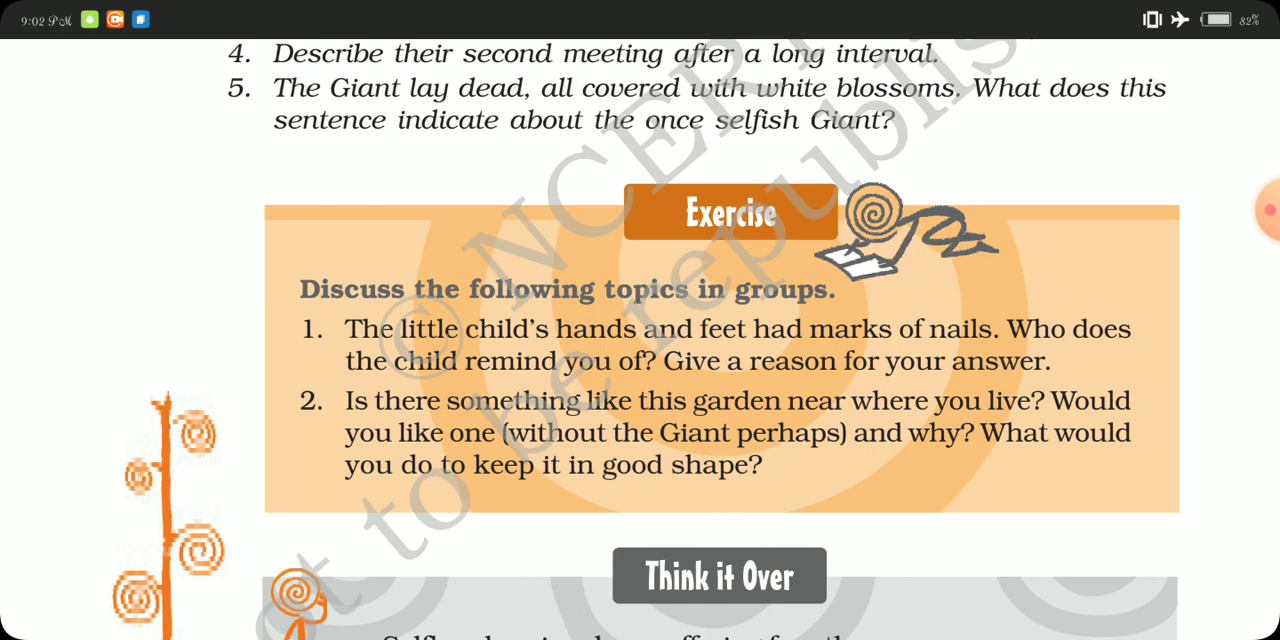 9:02 PM
82%
4. Describe their second meeting after a long interval.
5. The Giant lay dead, all covered with white blossoms. What does this
sentence indicate about the once selfish Giant?
Exercise
Discuss the following topics in groups.
1. The little child's hands and feet had marks of nails. Who does
the child remind you of? Give a reason for your answer.
2. Is there something like this garden near where you live? Would
you like one (without the Giant perhaps) and why? What would
you do to keep it in good shape?
Think it Over
© NCERT
not to be republis